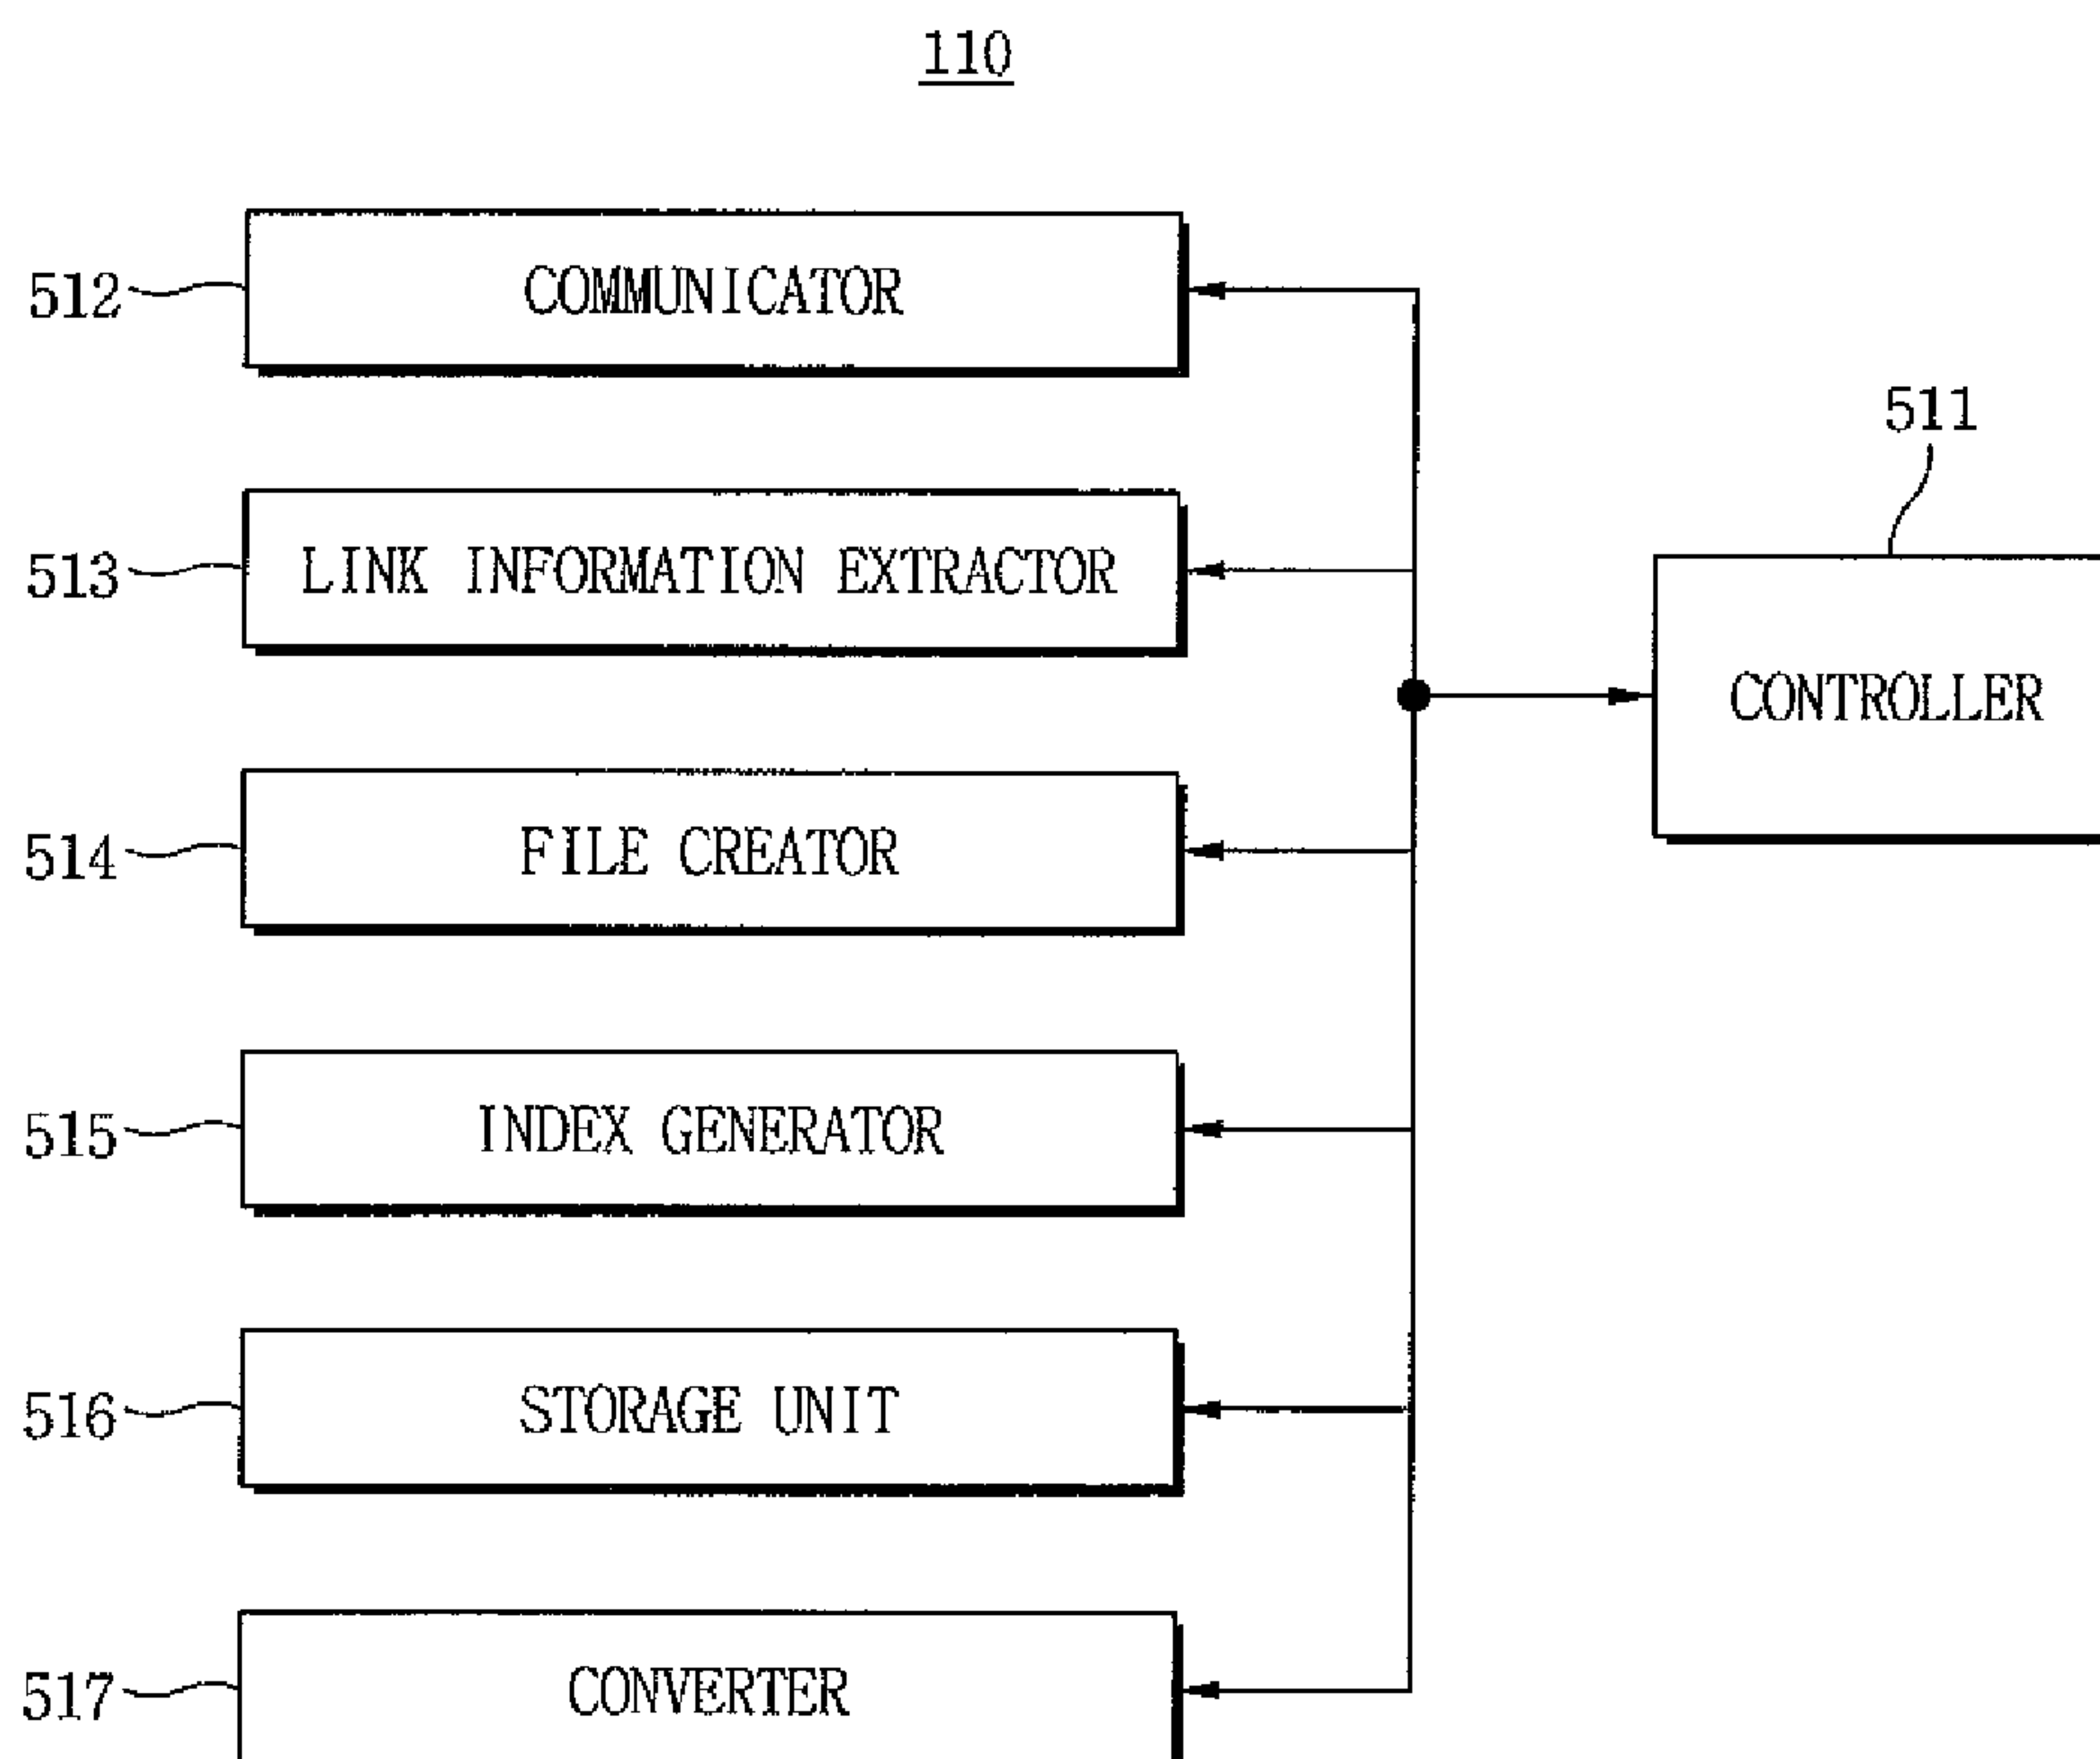 110
512 COMMUNICATOR
511
513 LINK INFORMATION EXTRACTOR
CONTROLLER
514 FILE CREATOR
515 INDEX GENERATOR
516 STORAGE UNIT
517 CONVERTER